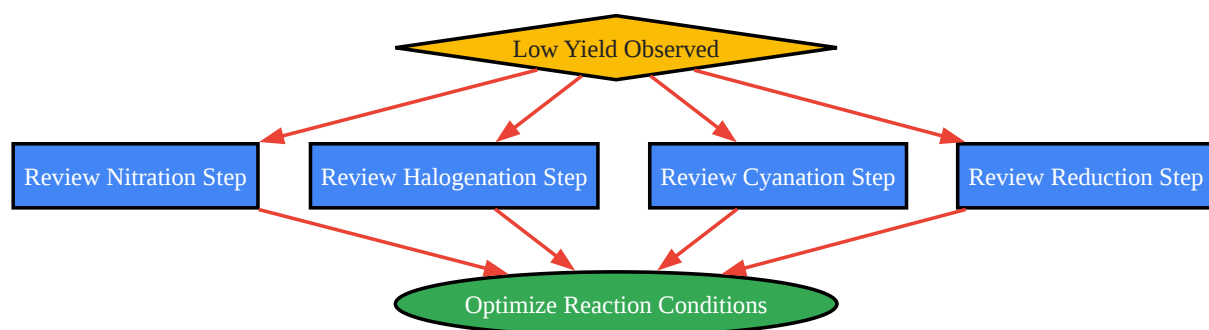 Low Yield Observed
Review Nitration Step
Review Halogenation Step
Review Cyanation Step
Review Reduction Step
Optimize Reaction Conditions